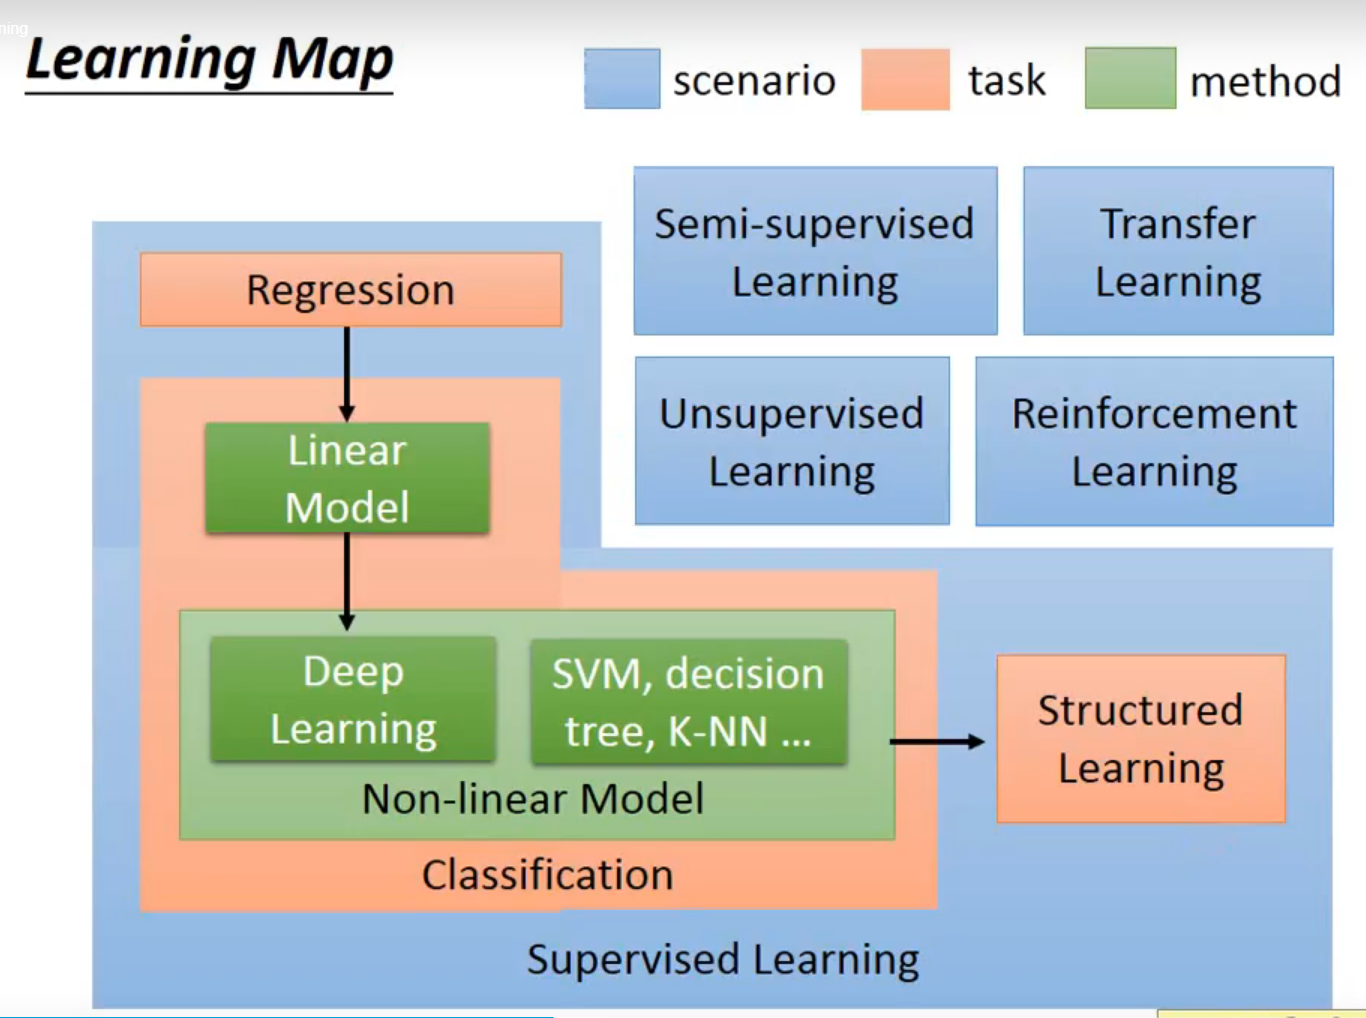 Learning Map
scenario
task
method
Semi-supervised
Learning
Transfer
Learning
Regression
Unsupervised
Learning
Reinforcement
Learning
Linear
Model
Deep
Learning
SVM, decision
tree, K-NN ...
Non-linear Model
Structured
Learning
Classification
Supervised Learning